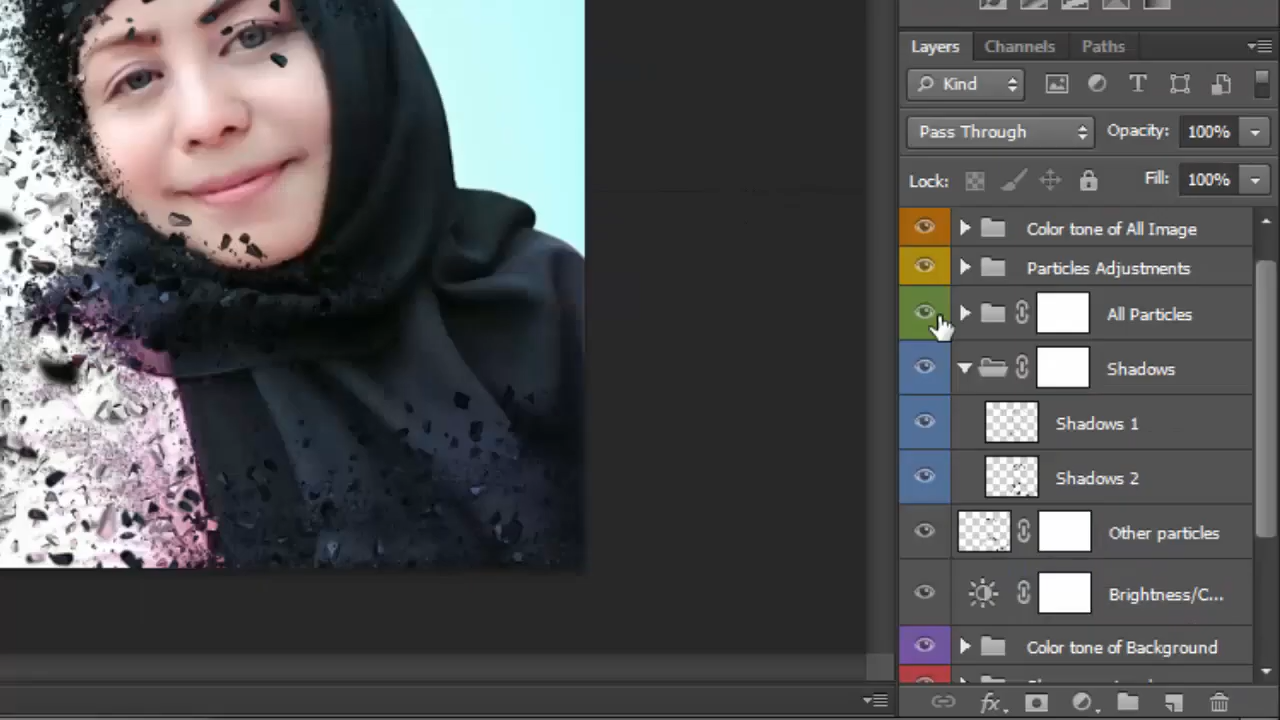 Layers Channels Paths
Kind
Pass Through Opacity: 100%
Lock: Fill: 100%
Color tone of All Image
Particles Adjustments
All Particles
Shadows
Shadows 1
Shadows 2
Other particles
Brightness/C...
Color tone of Background
fx